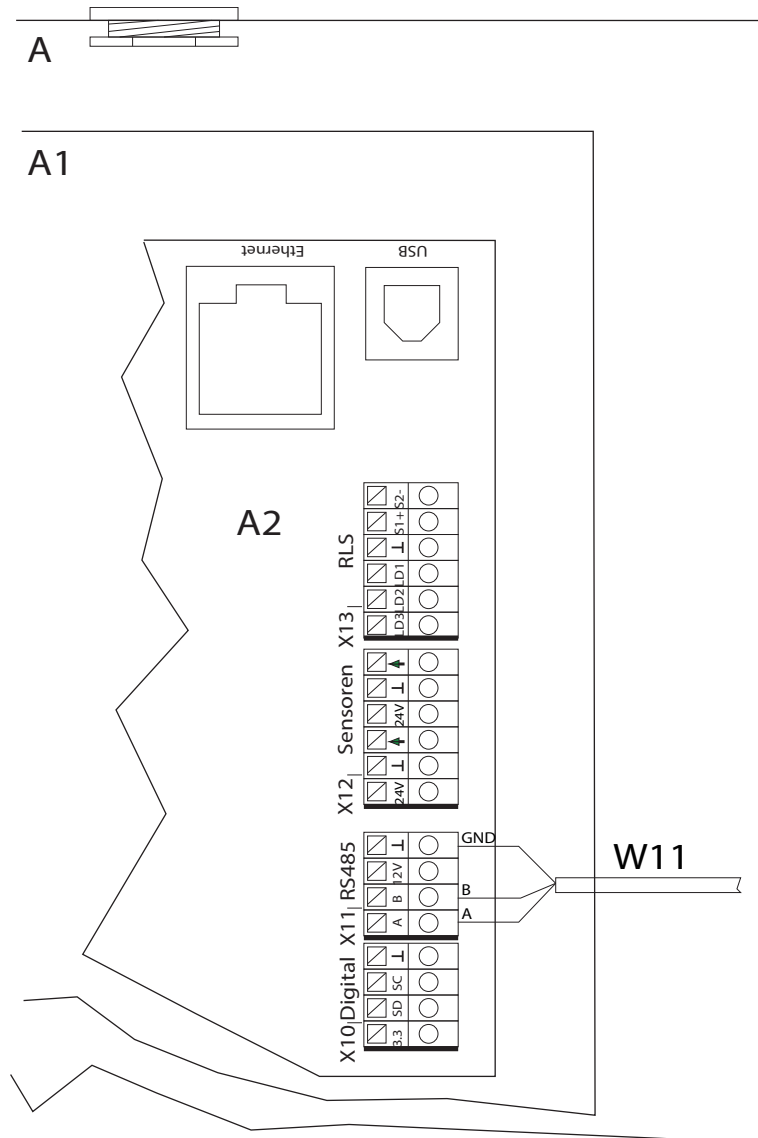 A
A1
Ethernet
USB
A2
RLS
X13
S2-
S1+
⊥
LD1
LD2
LD3
Sensoren
X12
⊥
24V
⊥
24V
RS485
X11
⊥
12V
B
A
GND
B
A
W11
Digital
X10
⊥
SC
SD
3.3